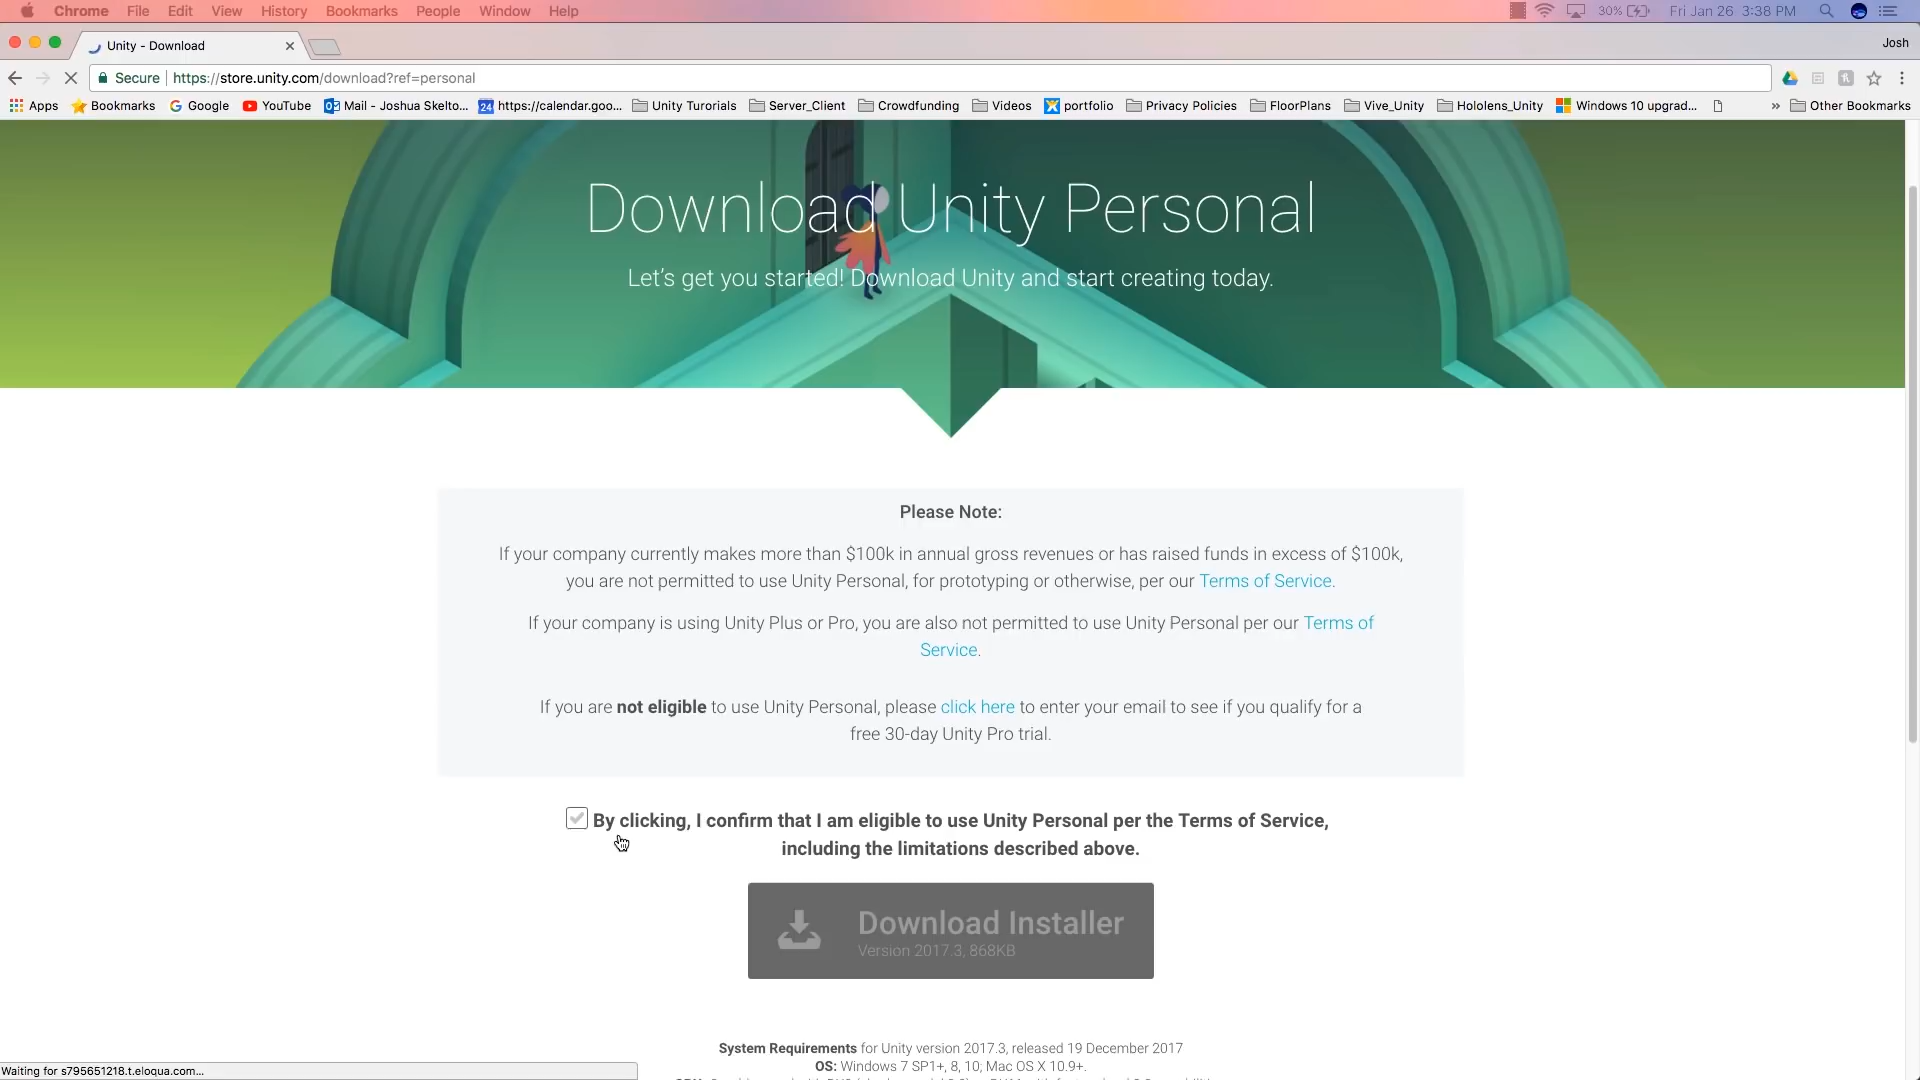 Chrome File Edit View History Bookmarks People Window Help 30% Fri Jan 26 3:38 PM
Unity - Download
Josh
Secure https://store.unity.com/download?ref=personal
Apps Bookmarks Google YouTube Mail - Joshua Skelto... 24 https://calendar.goo... Unity Turorials Server_Client Crowdfunding Videos portfolio Privacy Policies FloorPlans Vive_Unity Hololens_Unity Windows 10 upgrad... » Other Bookmarks
Download Unity Personal
Let's get you started! Download Unity and start creating today.
Please Note:
If your company currently makes more than $100k in annual gross revenues or has raised funds in excess of $100k,
you are not permitted to use Unity Personal, for prototyping or otherwise, per our Terms of Service.
If your company is using Unity Plus or Pro, you are also not permitted to use Unity Personal per our Terms of
Service.
If you are not eligible to use Unity Personal, please click here to enter your email to see if you qualify for a
free 30-day Unity Pro trial.
By clicking, I confirm that I am eligible to use Unity Personal per the Terms of Service,
including the limitations described above.
Download Installer
Version 2017.3, 868KB
System Requirements for Unity version 2017.3, released 19 December 2017
OS: Windows 7 SP1+, 8, 10; Mac OS X 10.9+.
Waiting for s795651218.t.eloqua.com...